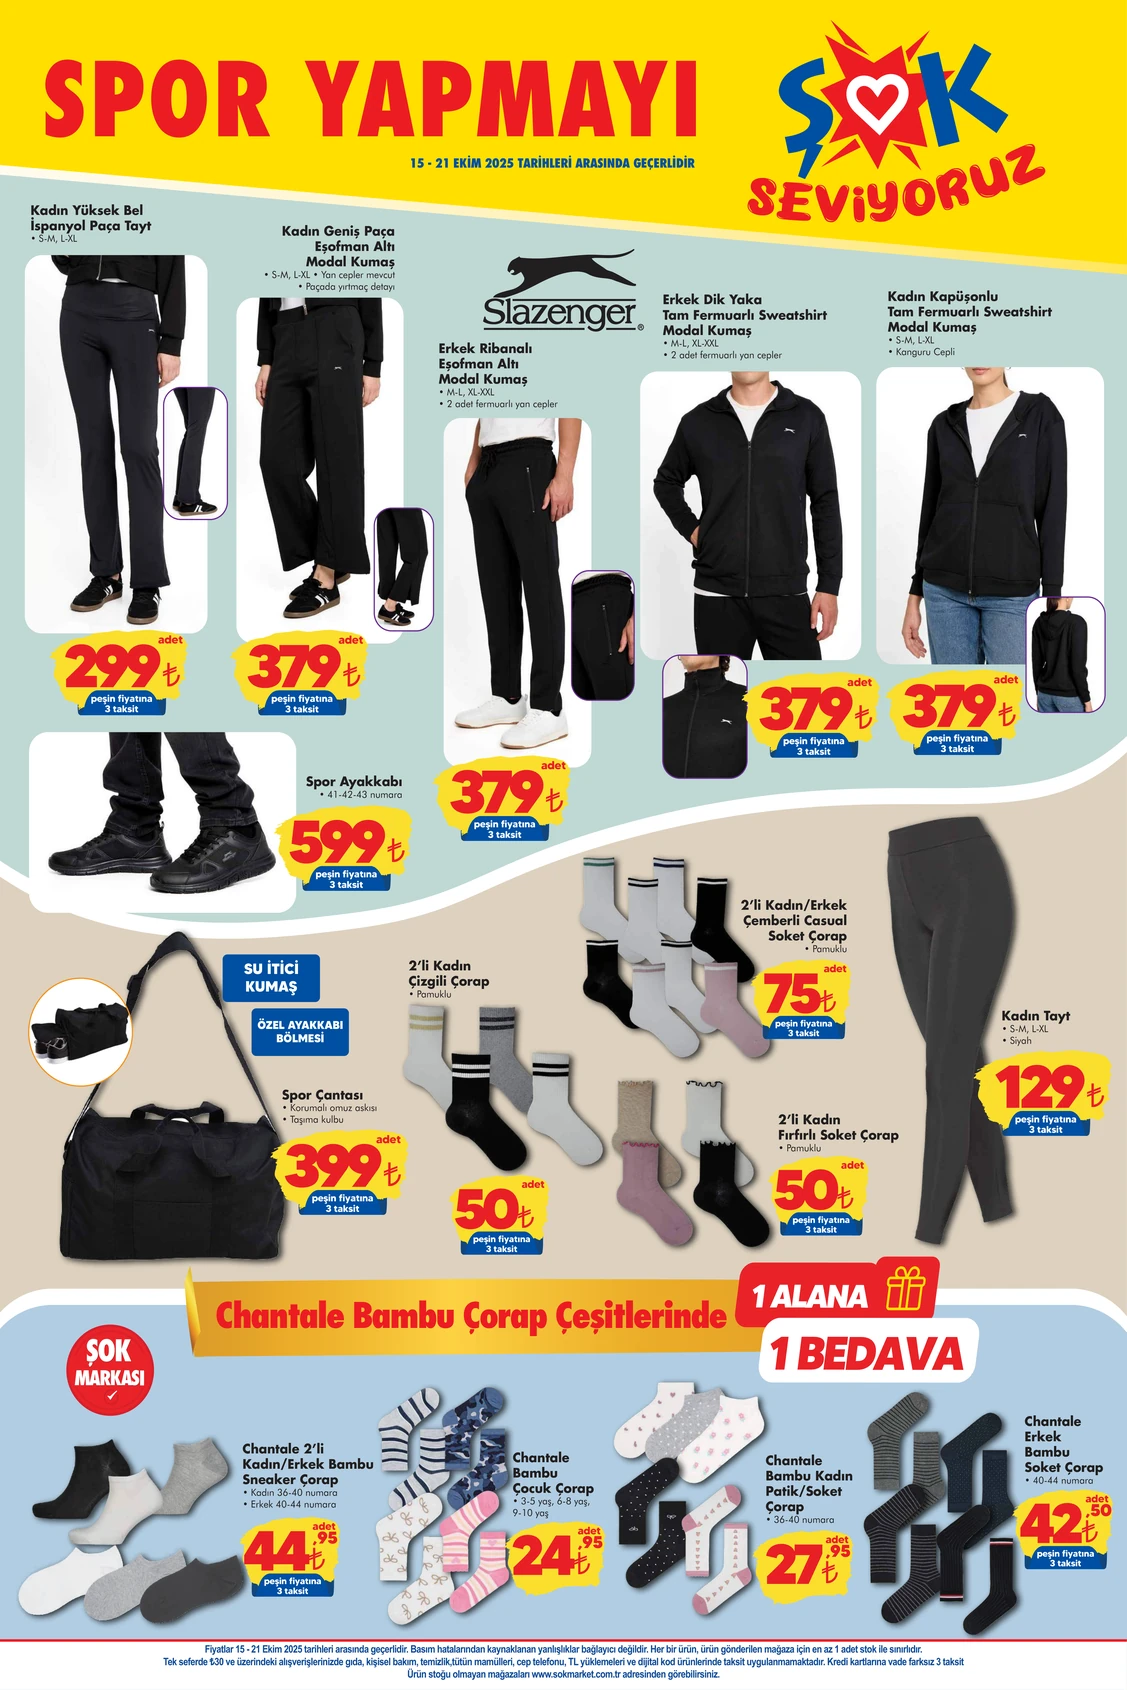 SPOR YAPMAYI
ŞOK
SEViYORUZ
15 - 21 EKİM 2025 TARİHLERİ ARASINDA GEÇERLİDİR
Kadın Yüksek Bel
İspanyol Paça Tayt
• S-M, L-XL
adet
299₺
peşin fiyatına
3 taksit
Kadın Geniş Paça
Eşofman Altı
Modal Kumaş
• S-M, L-XL • Yan cepler mevcut
• Paçada yırtmaç detayı
adet
379₺
peşin fiyatına
3 taksit
Slazenger®
Erkek Ribanalı
Eşofman Altı
Modal Kumaş
• M-L, XL-XXL
• 2 adet fermuarlı yan cepler
adet
379₺
peşin fiyatına
3 taksit
Erkek Dik Yaka
Tam Fermuarlı Sweatshirt
Modal Kumaş
• M-L, XL-XXL
• 2 adet fermuarlı yan cepler
adet
379₺
peşin fiyatına
3 taksit
Kadın Kapüşonlu
Tam Fermuarlı Sweatshirt
Modal Kumaş
• S-M, L-XL
• Kanguru Cepli
adet
379₺
peşin fiyatına
3 taksit
Spor Ayakkabı
• 41-42-43 numara
599₺
peşin fiyatına
3 taksit
SU İTİCİ
KUMAŞ
ÖZEL AYAKKABI
BÖLMESİ
Spor Çantası
• Korumalı omuz askısı
• Taşıma kulbu
adet
399₺
peşin fiyatına
3 taksit
2'li Kadın
Çizgili Çorap
• Pamuklu
adet
50₺
peşin fiyatına
3 taksit
2'li Kadın/Erkek
Çemberli Casual
Soket Çorap
• Pamuklu
adet
75₺
peşin fiyatına
3 taksit
2'li Kadın
Fırfırlı Soket Çorap
• Pamuklu
adet
50₺
peşin fiyatına
3 taksit
Kadın Tayt
• S-M, L-XL
• Siyah
129₺
peşin fiyatına
3 taksit
Chantale Bambu Çorap Çeşitlerinde
1 ALANA
1 BEDAVA
ŞOK
MARKASI
Chantale 2'li
Kadın/Erkek Bambu
Sneaker Çorap
• Kadın 36-40 numara
• Erkek 40-44 numara
adet
44,95₺
peşin fiyatına
3 taksit
Chantale
Bambu
Çocuk Çorap
• 3-5 yaş, 6-8 yaş,
9-10 yaş
adet
24,95₺
Chantale
Bambu Kadın
Patik/Soket
Çorap
• 36-40 numara
adet
27,95₺
Chantale
Erkek
Bambu
Soket Çorap
• 40-44 numara
adet
42,50₺
peşin fiyatına
3 taksit
Fiyatlar 15 - 21 Ekim 2025 tarihleri arasında geçerlidir. Basım hatalarından kaynaklanan yanlışlıklar bağlayıcı değildir. Her bir ürün, ürün gönderilen mağaza için en az 1 adet stok ile sınırlıdır.
Tek seferde ₺30 ve üzerindeki alışverişlerinizde gıda, kişisel bakım, temizlik,tütün mamülleri, cep telefonu, TL yüklemeleri ve dijital kod ürünlerinde taksit uygulanmamaktadır. Kredi kartlarına vade farksız 3 taksit
Ürün stoğu olmayan mağazaları www.sokmarket.com.tr adresinden görebilirsiniz.